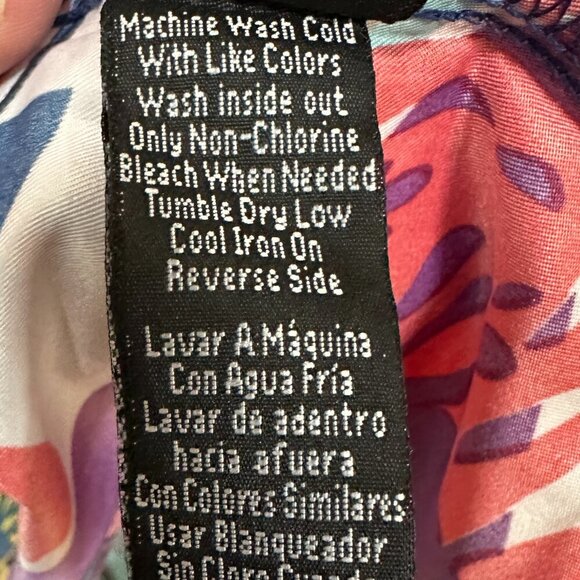 Machine Wash Cold
With Like Colors
Wash inside out
Only Non-Chlorine
Bleach When Needed
Tumble Dry Low
Cool Iron On
Reverse Side
Lavar A Máquina
Con Agua Fría
Lavar de adentro
hacia afuera
Con Colores Similares
Usar Blanqueador
Sin Cloro